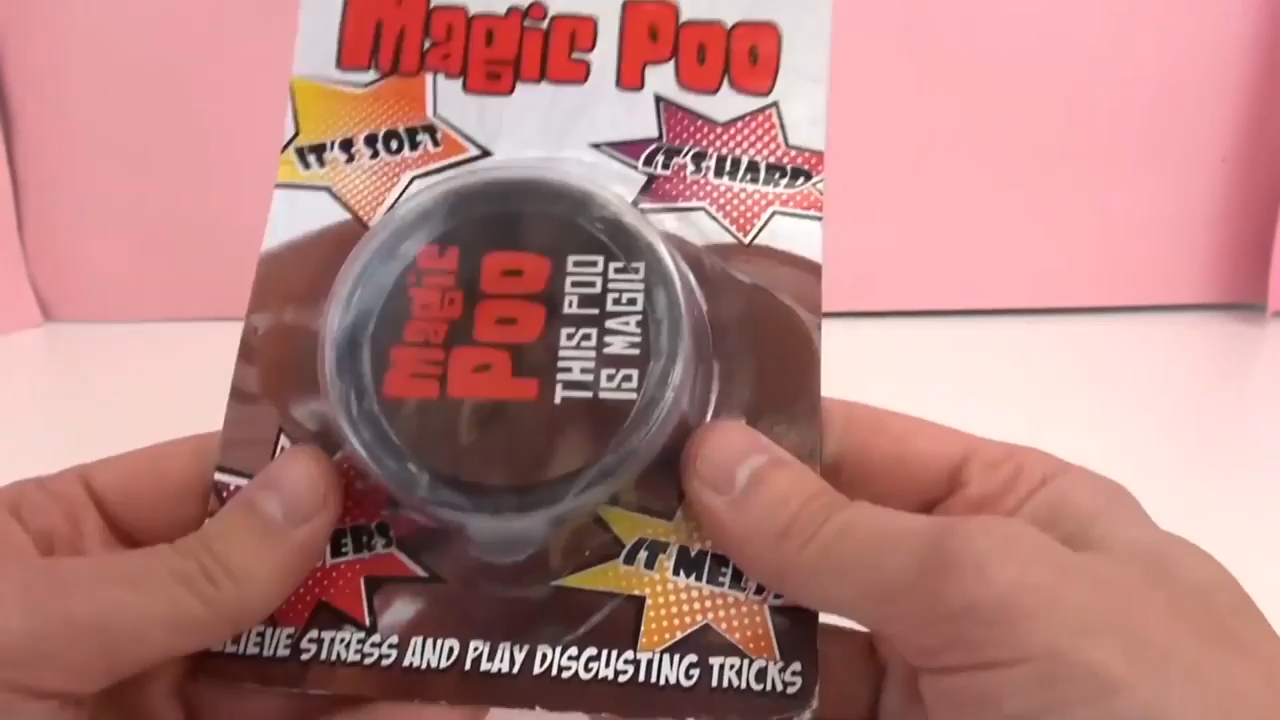 Magic Poo
IT'S SOFT
IT'S HARD
Magic
Poo
THIS POO
IS MAGIC
STRESS AND PLAY DISGUSTING TRICKS